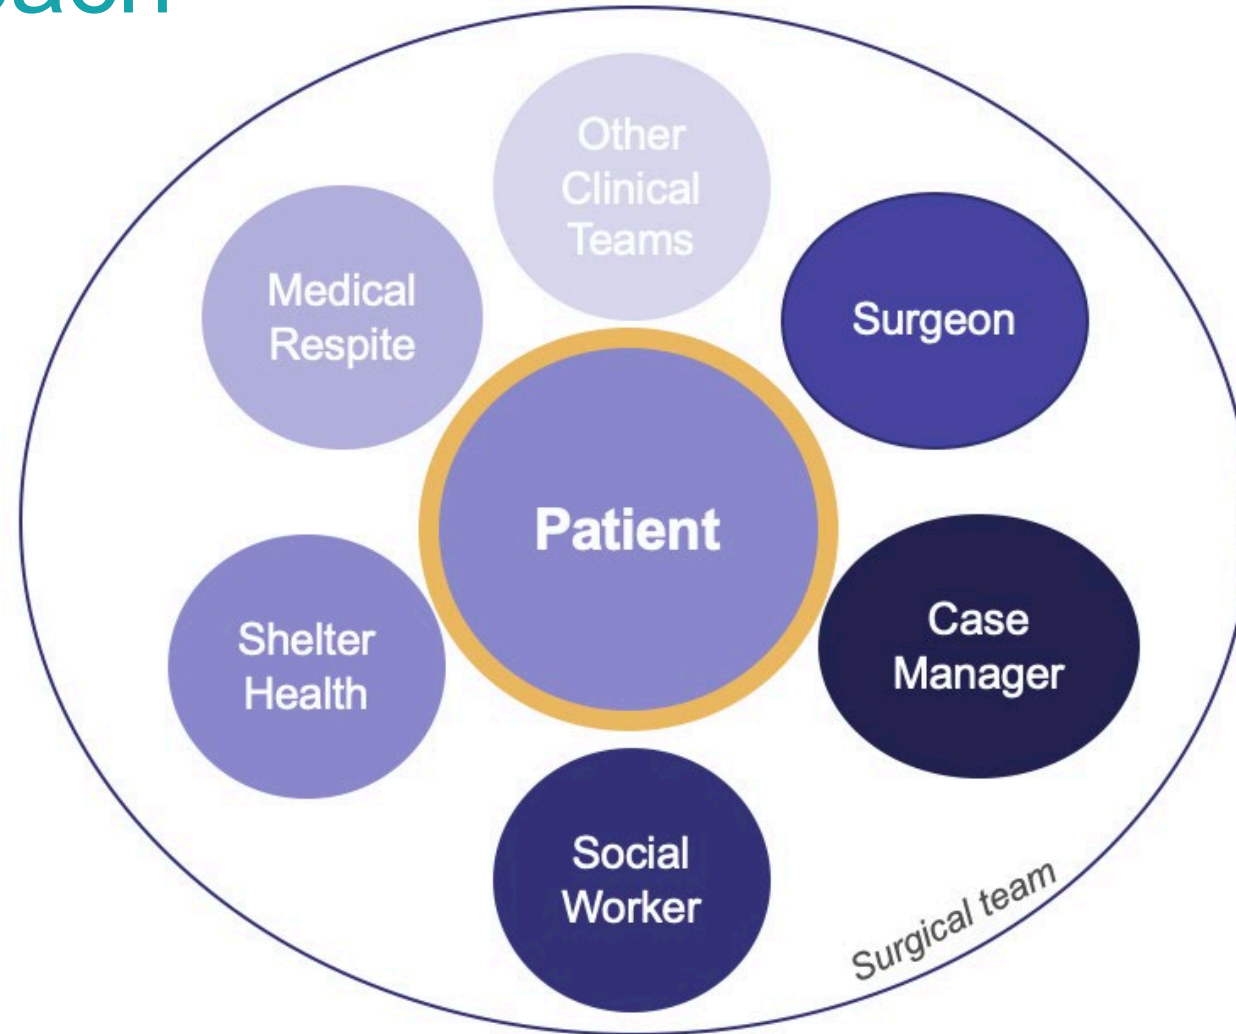 Other
Clinical
Teams
Medical
Respite
Surgeon
Patient
Shelter
Health
Case
Manager
Social
Worker
Surgical team